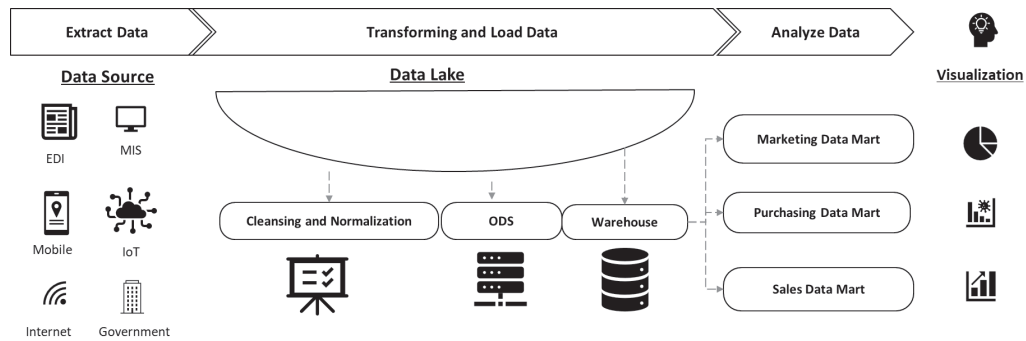 Extract Data
Transforming and Load Data
Analyze Data
Data Source
Data Lake
Visualization
EDI
MIS
Mobile
IoT
Internet
Government
Cleansing and Normalization
ODS
Warehouse
Marketing Data Mart
Purchasing Data Mart
Sales Data Mart